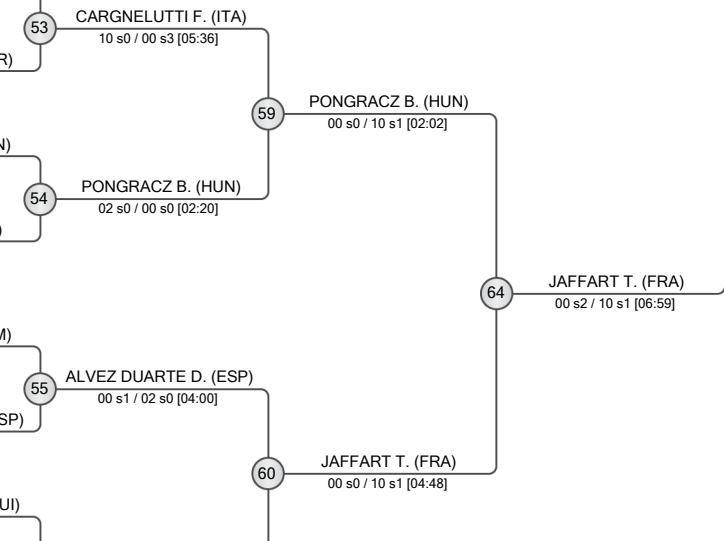 53
CARGNELUTTI F. (ITA)
10 s0 / 00 s3 [05:36]
R)
59
PONGRACZ B. (HUN)
00 s0 / 10 s1 [02:02]
N)
54
PONGRACZ B. (HUN)
02 s0 / 00 s0 [02:20]
)
64
JAFFART T. (FRA)
00 s2 / 10 s1 [06:59]
M)
55
ALVEZ DUARTE D. (ESP)
00 s1 / 02 s0 [04:00]
SP)
60
JAFFART T. (FRA)
00 s0 / 10 s1 [04:48]
UI)